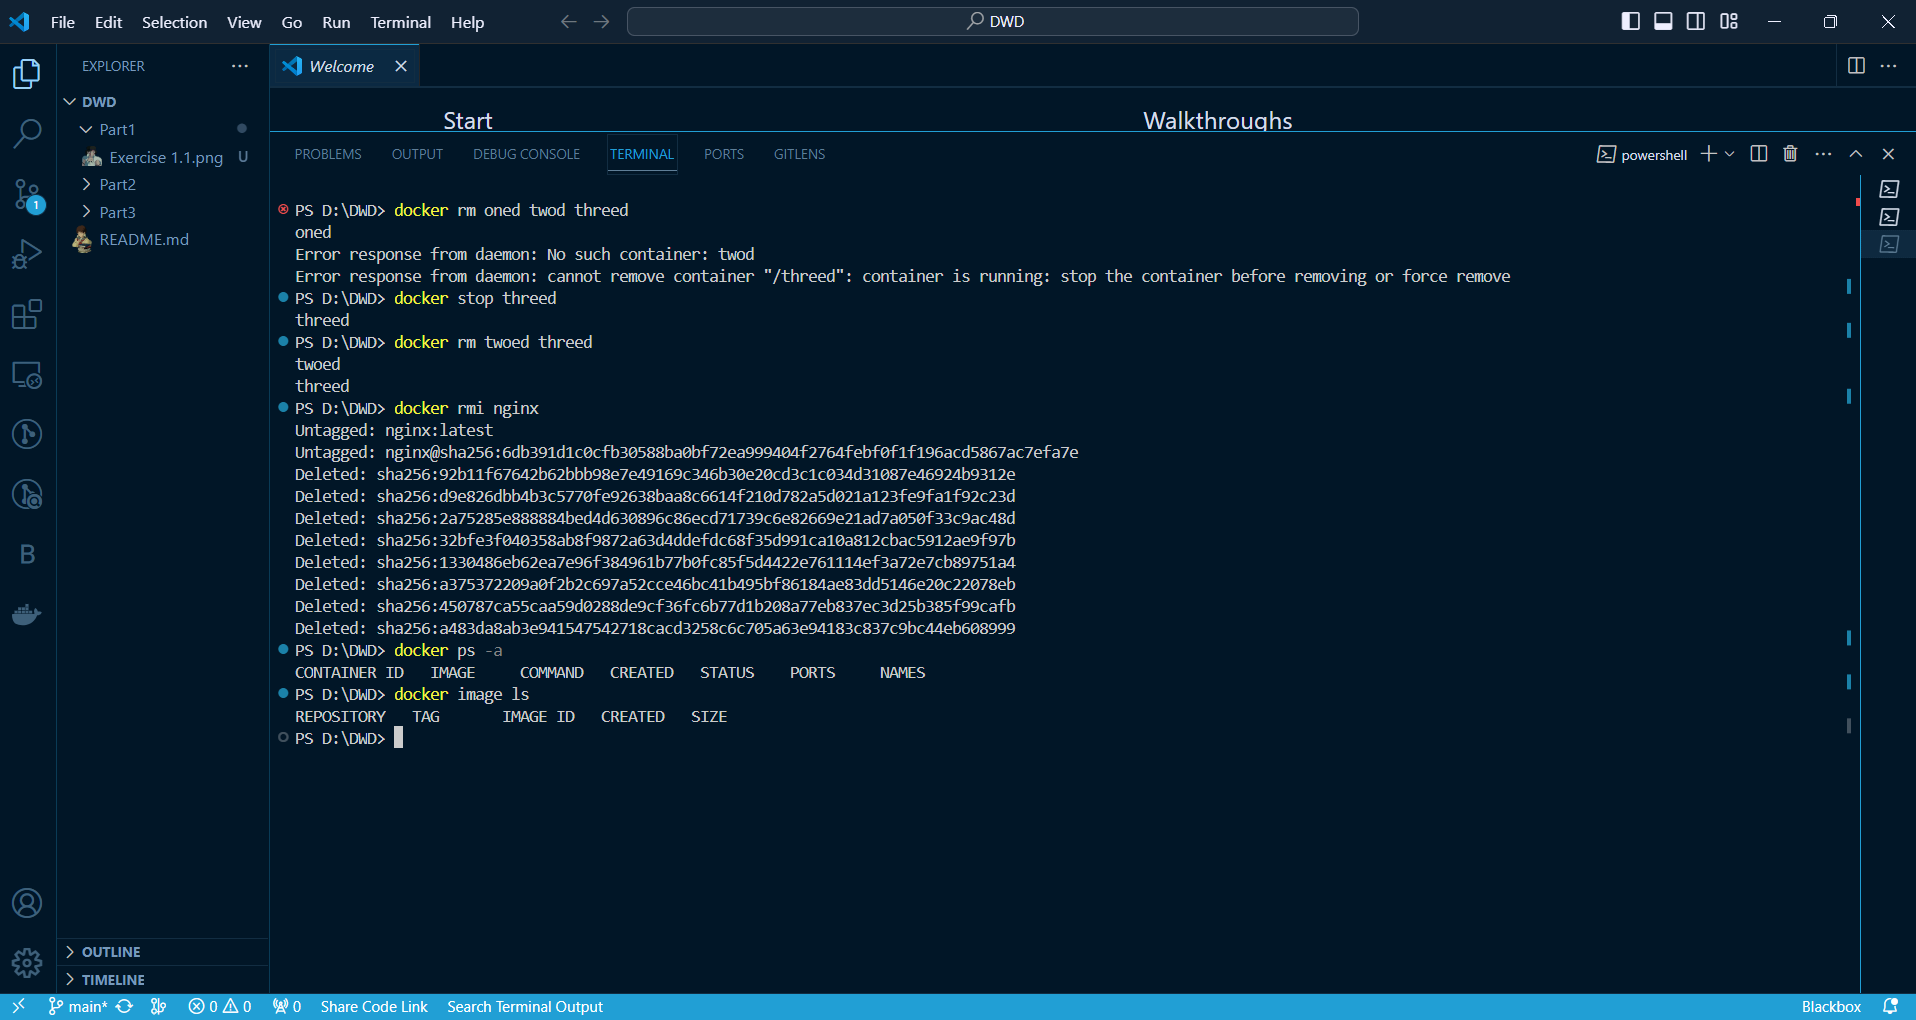 File Edit Selection View Go Run Terminal Help
DWD
EXPLORER
Welcome
DWD
Part1
Exercise 1.1.png U
Part2
Part3
README.md
1
B
OUTLINE
TIMELINE
Start
Walkthroughs
PROBLEMS OUTPUT DEBUG CONSOLE TERMINAL PORTS GITLENS
powershell
PS D:\DWD> docker rm oned twod threed
oned
Error response from daemon: No such container: twod
Error response from daemon: cannot remove container "/threed": container is running: stop the container before removing or force remove
PS D:\DWD> docker stop threed
threed
PS D:\DWD> docker rm twoed threed
twoed
threed
PS D:\DWD> docker rmi nginx
Untagged: nginx:latest
Untagged: nginx@sha256:6db391d1c0cfb30588ba0bf72ea999404f2764febf0f1f196acd5867ac7efa7e
Deleted: sha256:92b11f67642b62bbb98e7e49169c346b30e20cd3c1c034d31087e46924b9312e
Deleted: sha256:d9e826dbb4b3c5770fe92638baa8c6614f210d782a5d021a123fe9fa1f92c23d
Deleted: sha256:2a75285e888884bed4d630896c86ecd71739c6e82669e21ad7a050f33c9ac48d
Deleted: sha256:32bfe3f040358ab8f9872a63d4ddefdc68f35d991ca10a812cbac5912ae9f97b
Deleted: sha256:1330486eb62ea7e96f384961b77b0fc85f5d4422e761114ef3a72e7cb89751a4
Deleted: sha256:a375372209a0f2b2c697a52cce46bc41b495bf86184ae83dd5146e20c22078eb
Deleted: sha256:450787ca55caa59d0288de9cf36fc6b77d1b208a77eb837ec3d25b385f99cafb
Deleted: sha256:a483da8ab3e941547542718cacd3258c6c705a63e94183c837c9bc44eb608999
PS D:\DWD> docker ps -a
CONTAINER ID IMAGE COMMAND CREATED STATUS PORTS NAMES
PS D:\DWD> docker image ls
REPOSITORY TAG IMAGE ID CREATED SIZE
PS D:\DWD>
main* 0 0 0 Share Code Link Search Terminal Output Blackbox